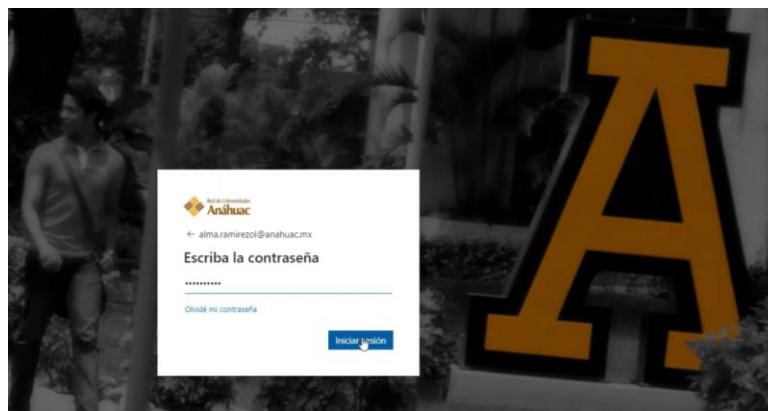 Red de Universidades
Anáhuac
← alma.ramirezol@anahuac.mx
Escriba la contraseña
••••••••••
Olvidé mi contraseña
Iniciar sesión
A